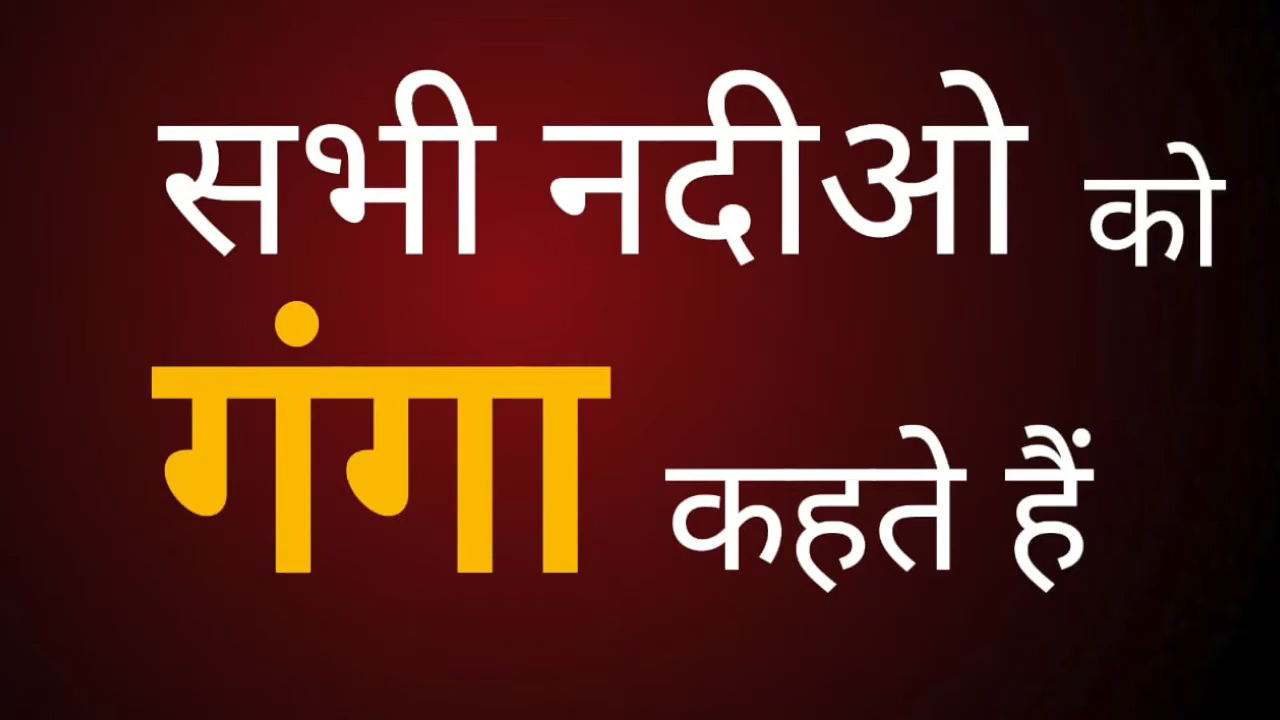 सभी नदीओ को
गंगा कहते हैं